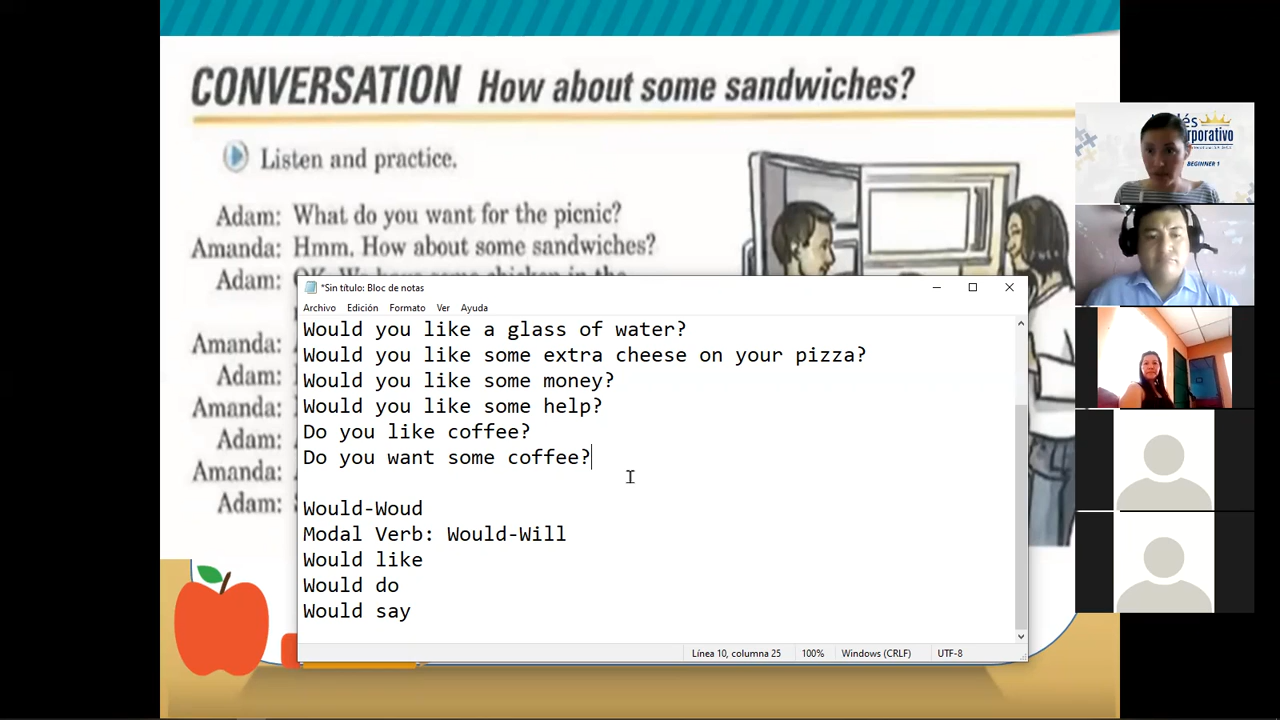 CONVERSATION How about some sandwiches?
Listen and practice.
Adam: What do you want for the picnic?
Amanda: Hmm. How about some sandwiches?
Adam:
Amanda:
Adam:
Amanda:
Adam:
Amanda:
Adam:
*Sin título: Bloc de notas
Archivo Edición Formato Ver Ayuda
Would you like a glass of water?
Would you like some extra cheese on your pizza?
Would you like some money?
Would you like some help?
Do you like coffee?
Do you want some coffee?
Would-Woud
Modal Verb: Would-Will
Would like
Would do
Would say
Línea 10, columna 25 100% Windows (CRLF) UTF-8
BEGINNER 1